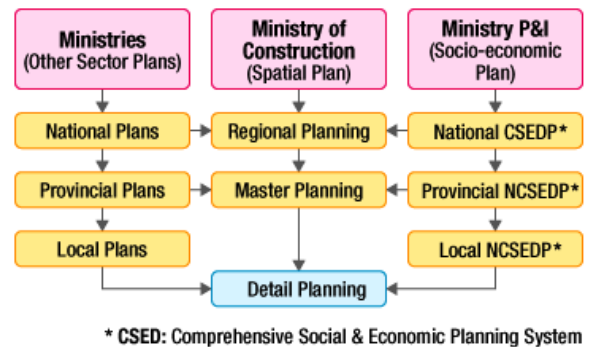 Ministries
(Other Sector Plans)
Ministry of
Construction
(Spatial Plan)
Ministry P&I
(Socio-economic
Plan)
National Plans
Regional Planning
National CSEDP*
Provincial Plans
Master Planning
Provincial NCSEDP*
Local Plans
Local NCSEDP*
Detail Planning
* CSED: Comprehensive Social & Economic Planning System